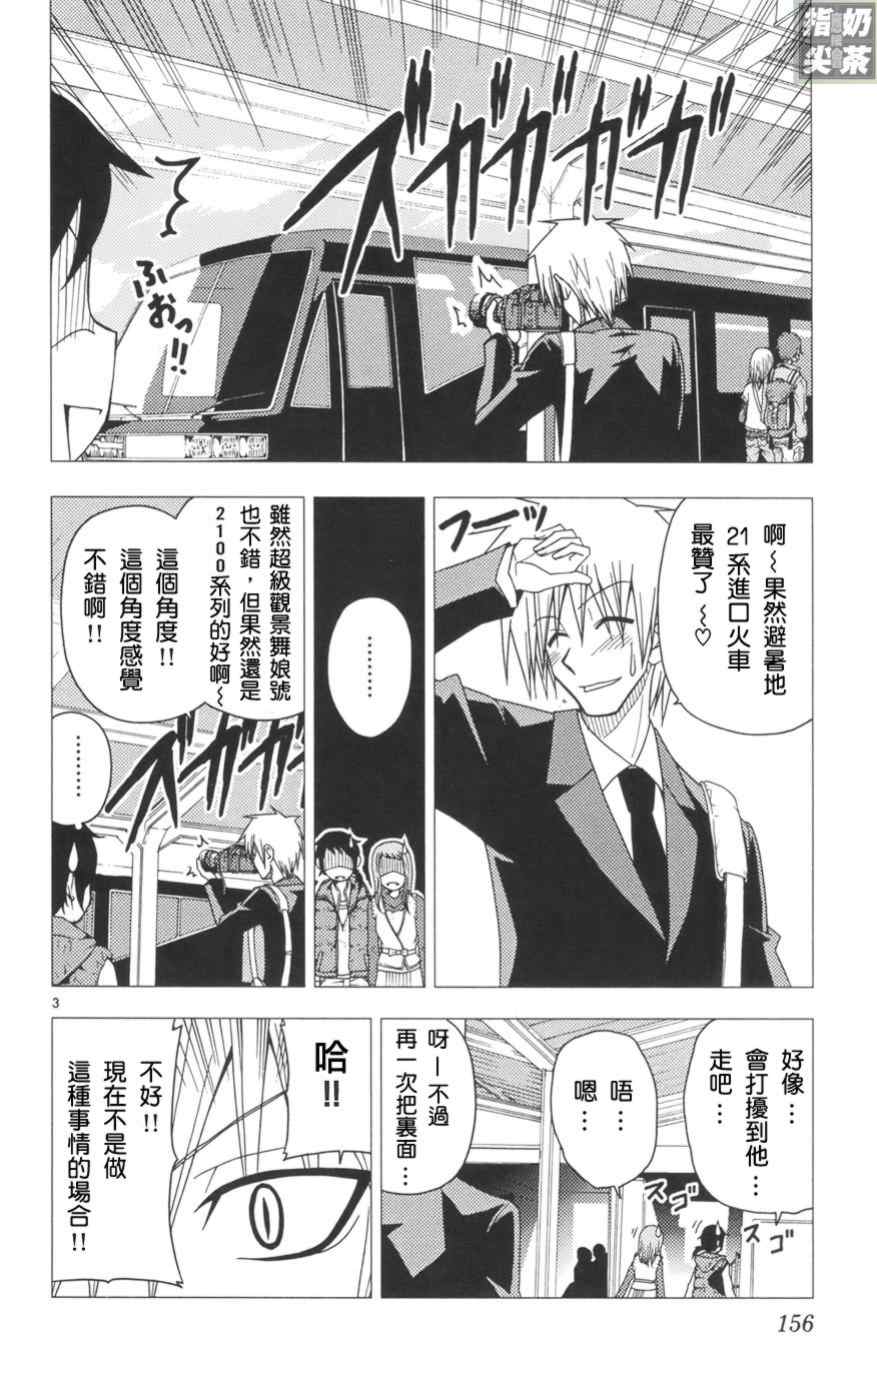 指奶
尖茶
ズガガガ
ふおっ!!
啊～果然避暑地
21系進口火車
最贊了～♡
フーッ
………
雖然超級觀景舞娘號
也不錯，但果然還是
2100系列的好啊～
這個角度!!
這個角度感覺
不錯啊!!
ズガガガ
………
3
好像…
會打擾到他…
走吧…
唔…
嗯…
スゴ
スゴ
呀－不過
再一次把裏面…
哈!!
不好!!
現在不是做
這種事情的場合!!
156